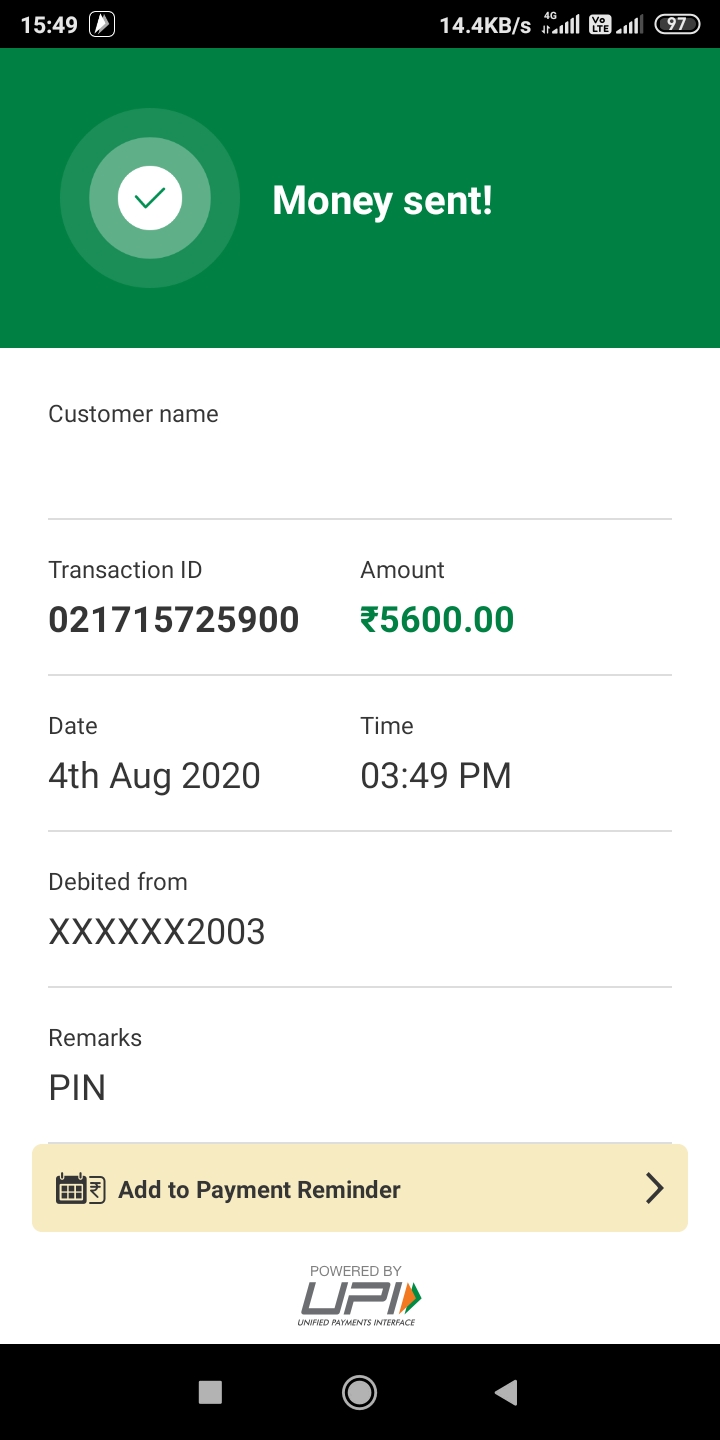 15:49 14.4KB/s 4G Vo LTE 97
Money sent!
Customer name
Transaction ID Amount
021715725900 ₹5600.00
Date Time
4th Aug 2020 03:49 PM
Debited from
XXXXXX2003
Remarks
PIN
₹ Add to Payment Reminder
POWERED BY
UPI
UNIFIED PAYMENTS INTERFACE